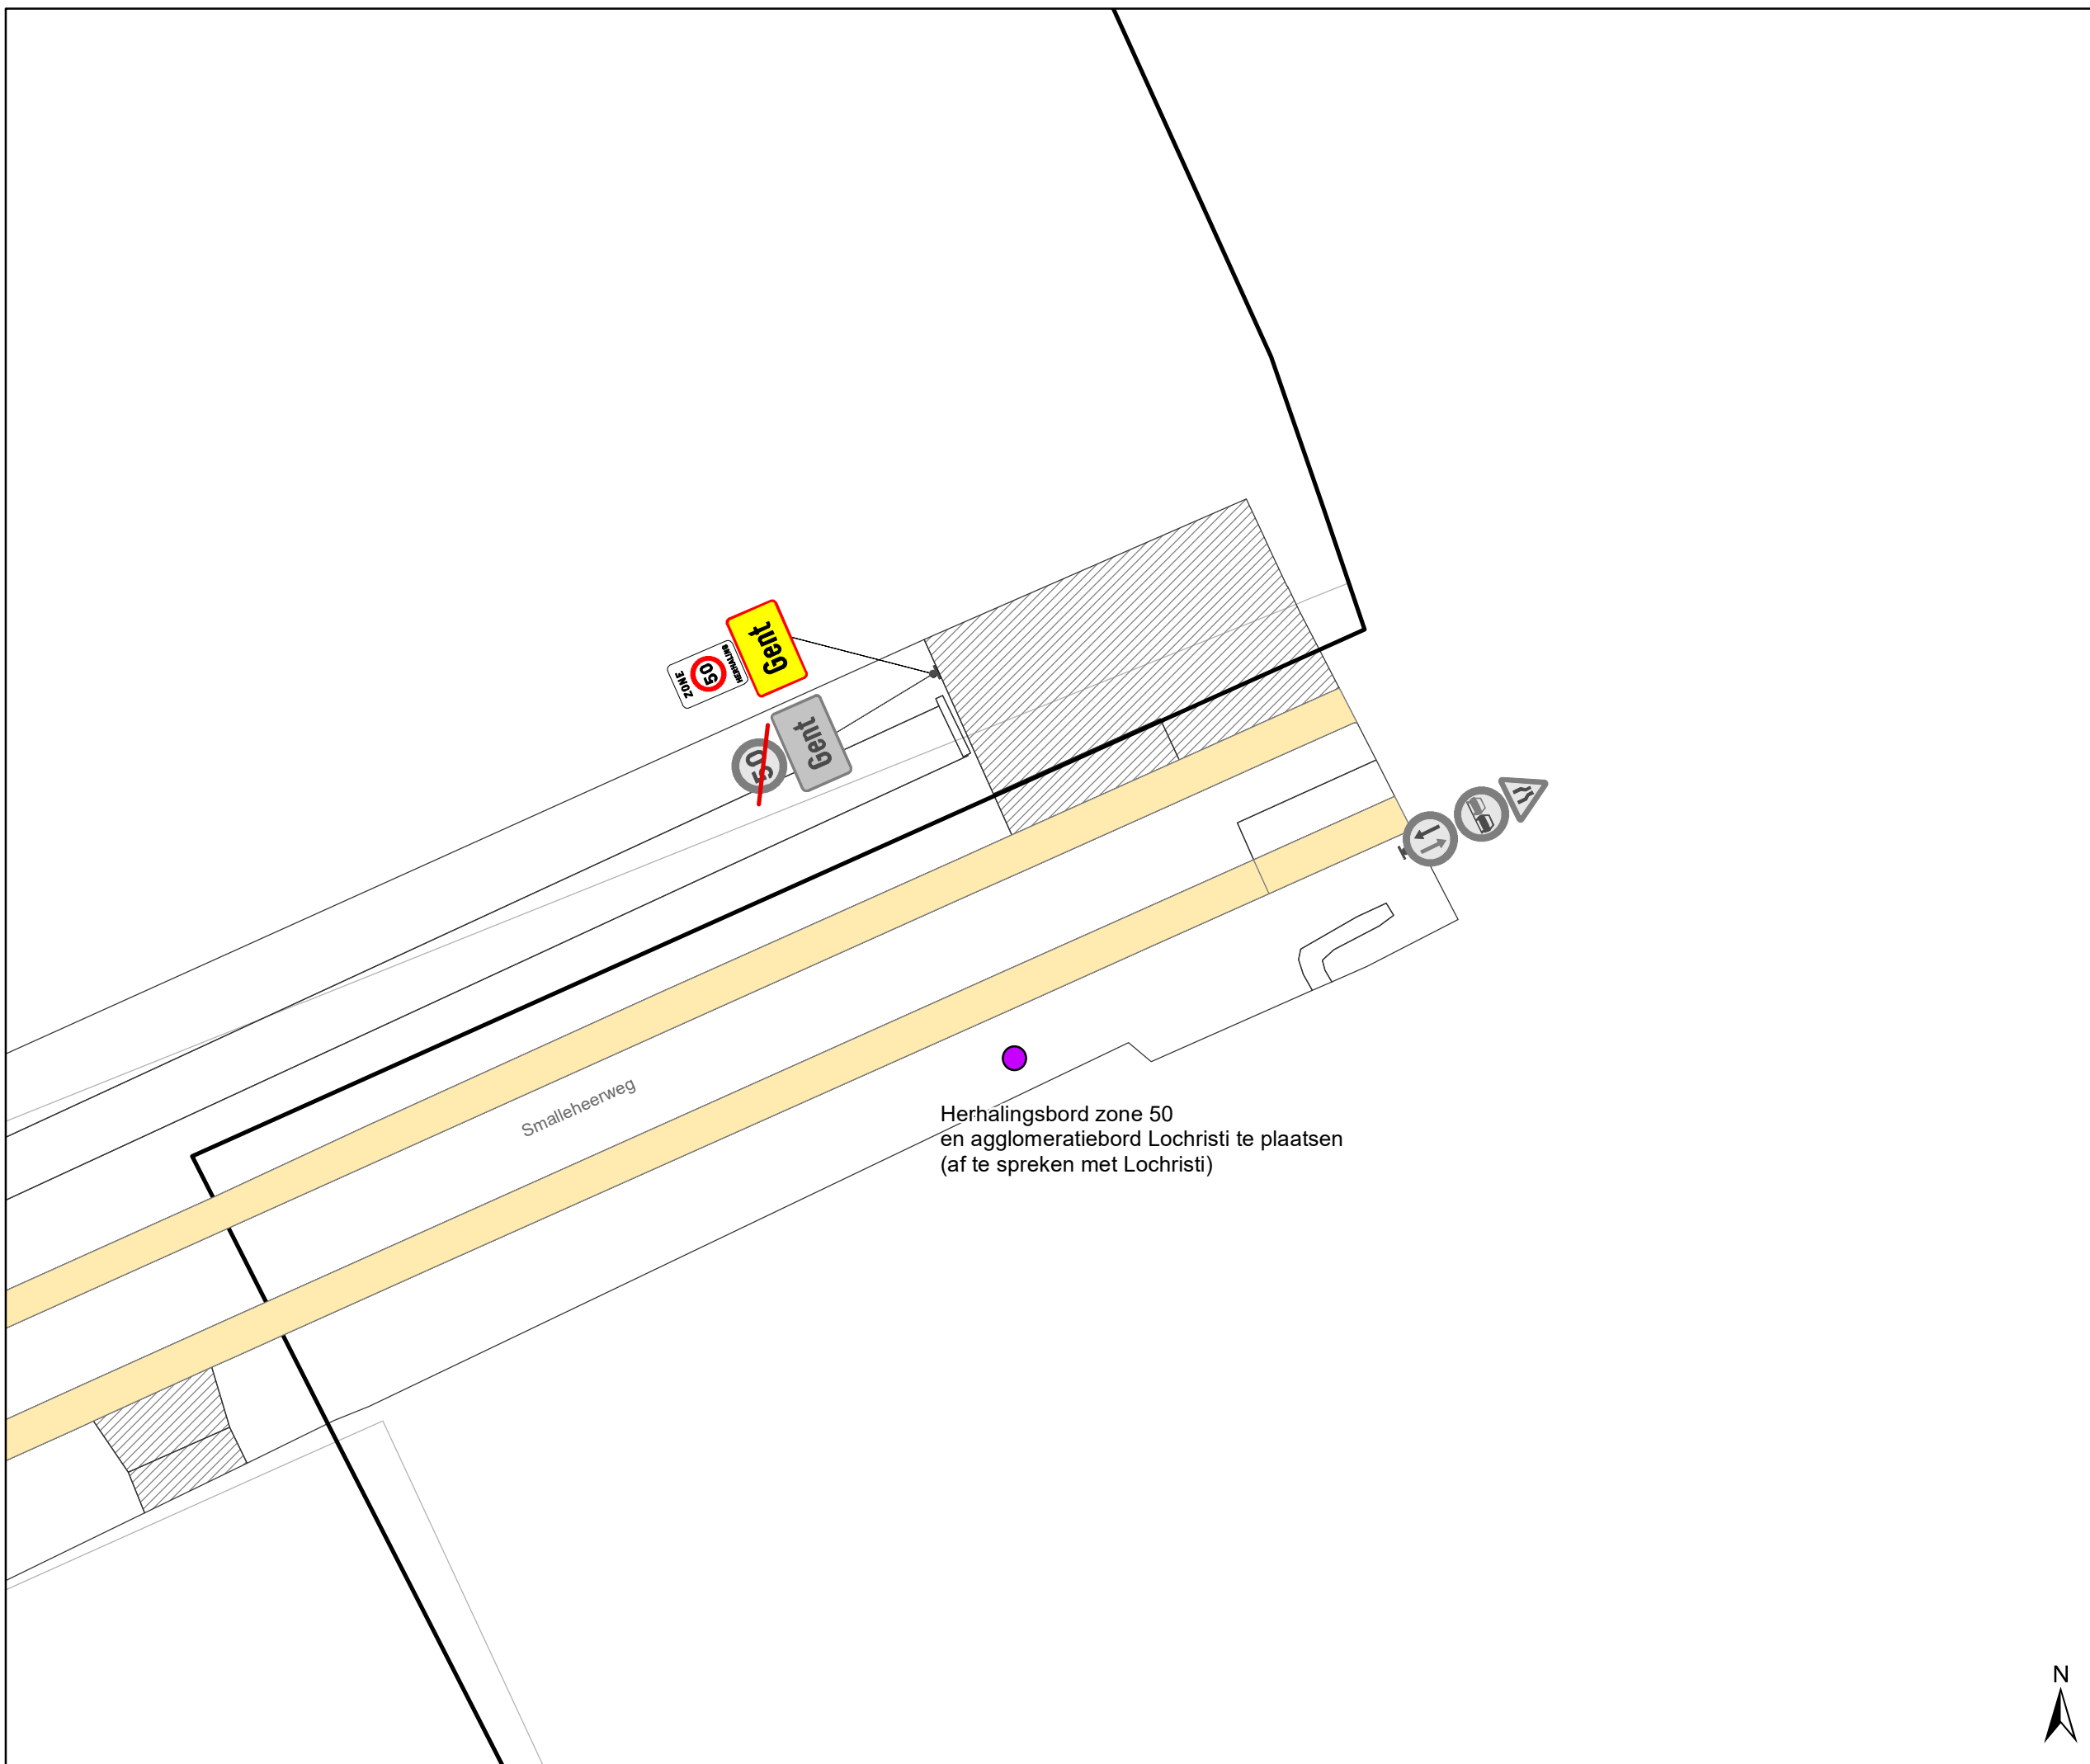 Gent
ZONE
50
HERHALING
Gent
50
Smalleheerweg
Herhalingsbord zone 50
en agglomeratiebord Lochristi te plaatsen
(af te spreken met Lochristi)
N